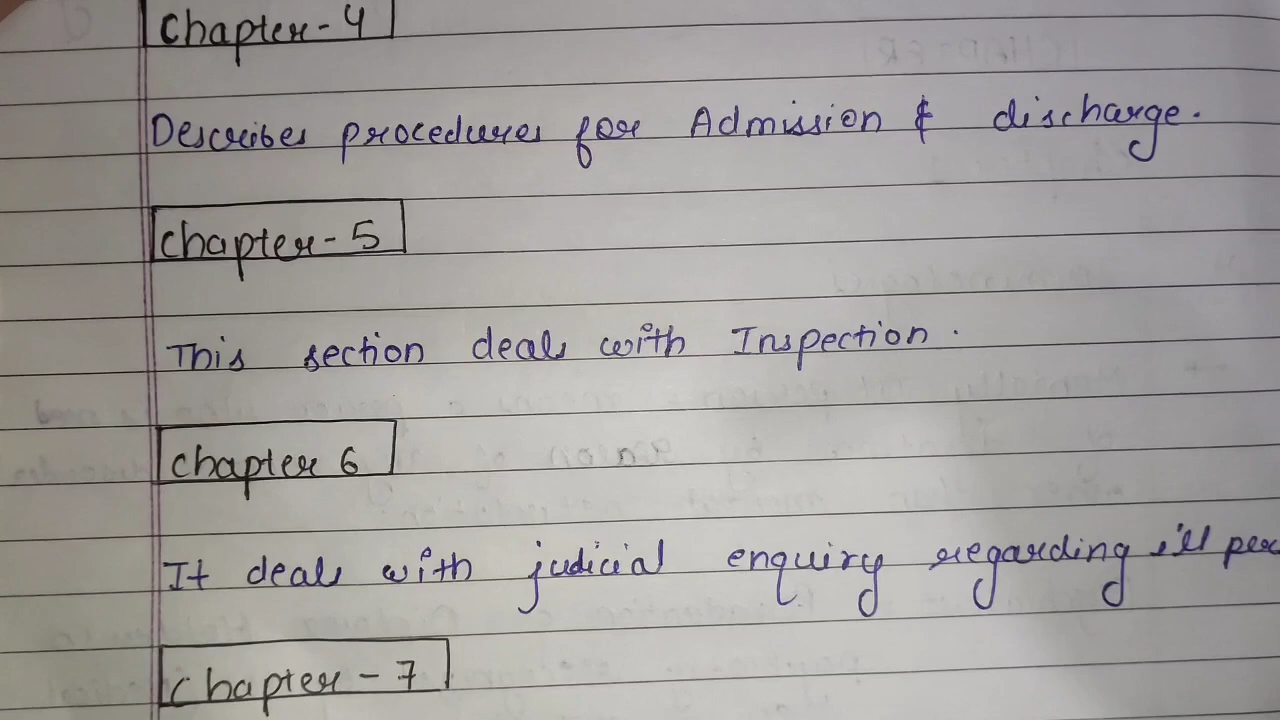 Chapter-4
Describes procedures for Admission & discharge.
Chapter-5
This section deals with Inspection.
Chapter 6
It deals with judicial enquiry regarding ill per
Chapter-7